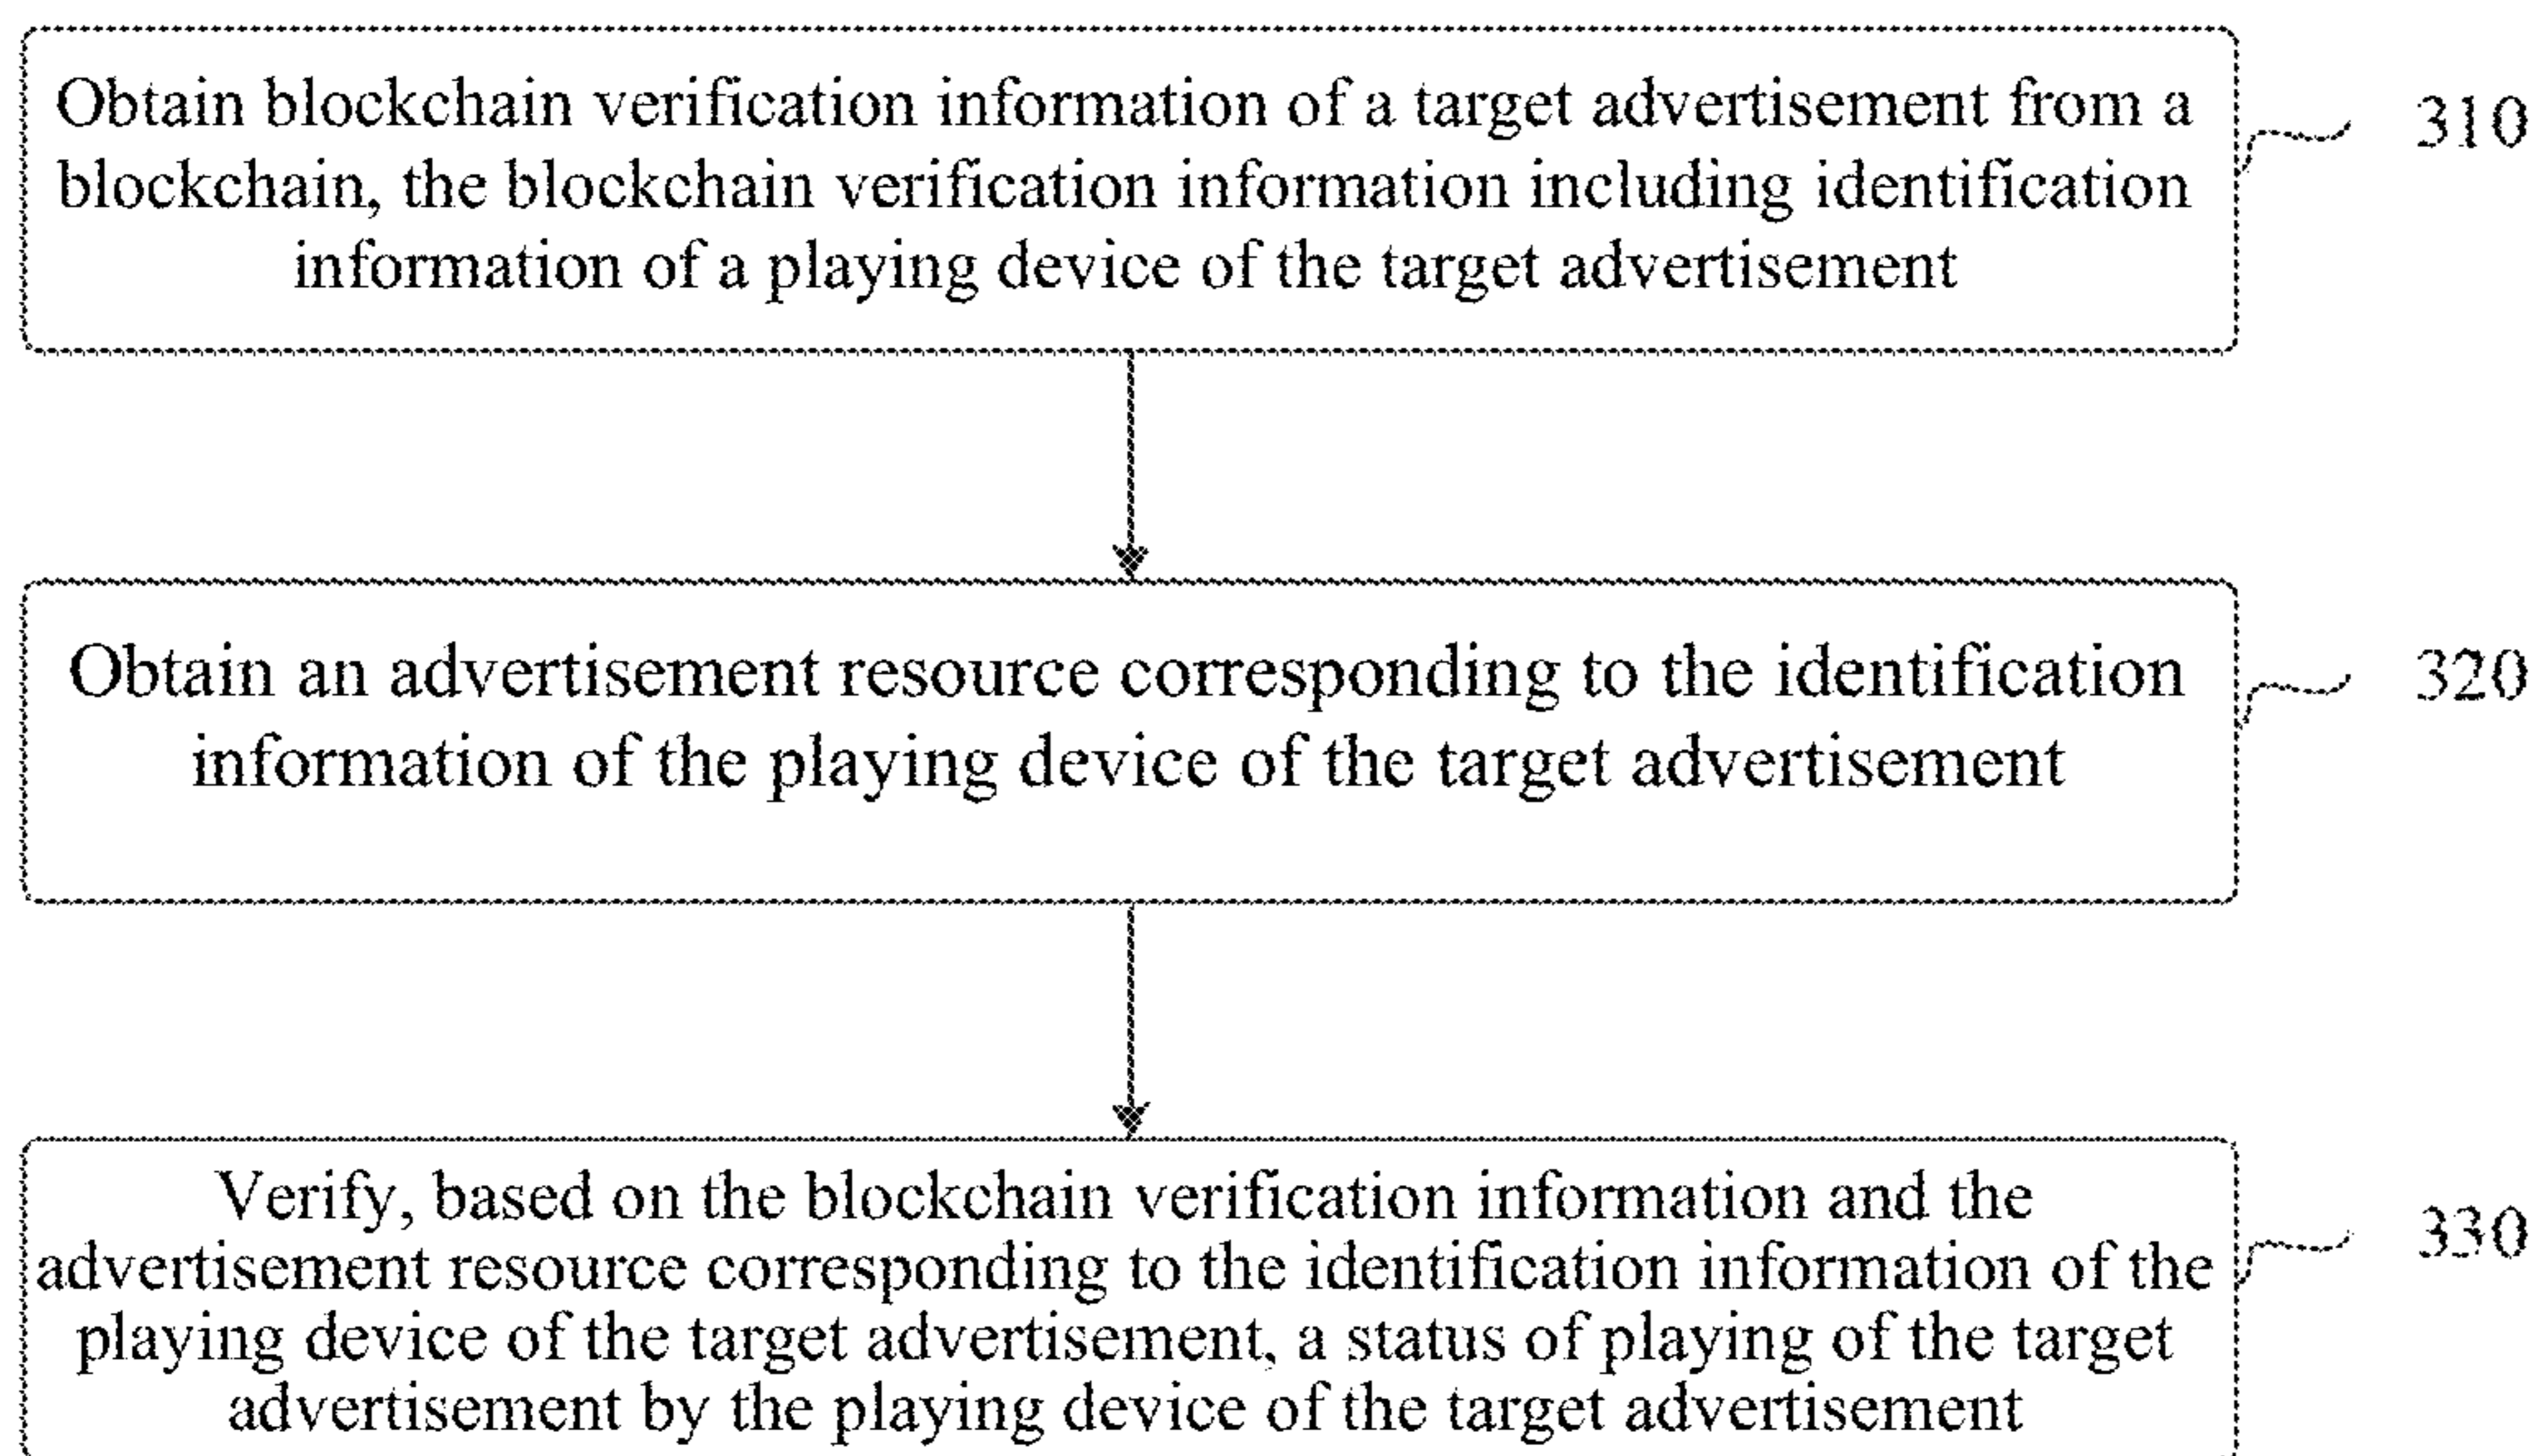 Obtain blockchain verification information of a target advertisement from a
blockchain, the blockchain verification information including identification
information of a playing device of the target advertisement
310
Obtain an advertisement resource corresponding to the identification
information of the playing device of the target advertisement
320
Verify, based on the blockchain verification information and the
advertisement resource corresponding to the identification information of the
playing device of the target advertisement, a status of playing of the target
advertisement by the playing device of the target advertisement
330